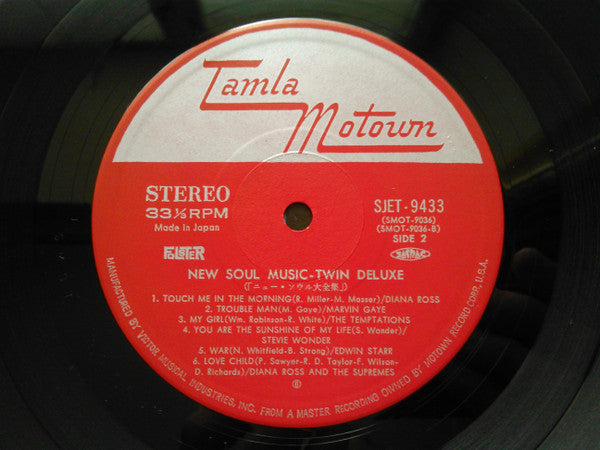 Tamla
Motown
STEREO
33 1/3 RPM
Made in Japan
SJET-9433
(SMOT-9036)
(SMOT-9036-B)
SIDE 2
NEW SOUL MUSIC-TWIN DELUXE
(「ニュー・ソウル大全集」)
1. TOUCH ME IN THE MORNING(R. Miller-M. Masser)/DIANA ROSS
2. TROUBLE MAN(M. Gaye)/MARVIN GAYE
3. MY GIRL(Wm. Robinson-R. White)/THE TEMPTATIONS
4. YOU ARE THE SUNSHINE OF MY LIFE(S. Wonder)/
STEVIE WONDER
5. WAR(N. Whitfield-B. Strong)/EDWIN STARR
6. LOVE CHILD(P. Sawyer-R. D. Taylor-F. Wilson-
D. Richards)/DIANA ROSS AND THE SUPREMES
MANUFACTURED BY VICTOR MUSICAL INDUSTRIES, INC. FROM A MASTER RECORDING OWNED BY MOTOWN RECORD CORP. U.S.A.